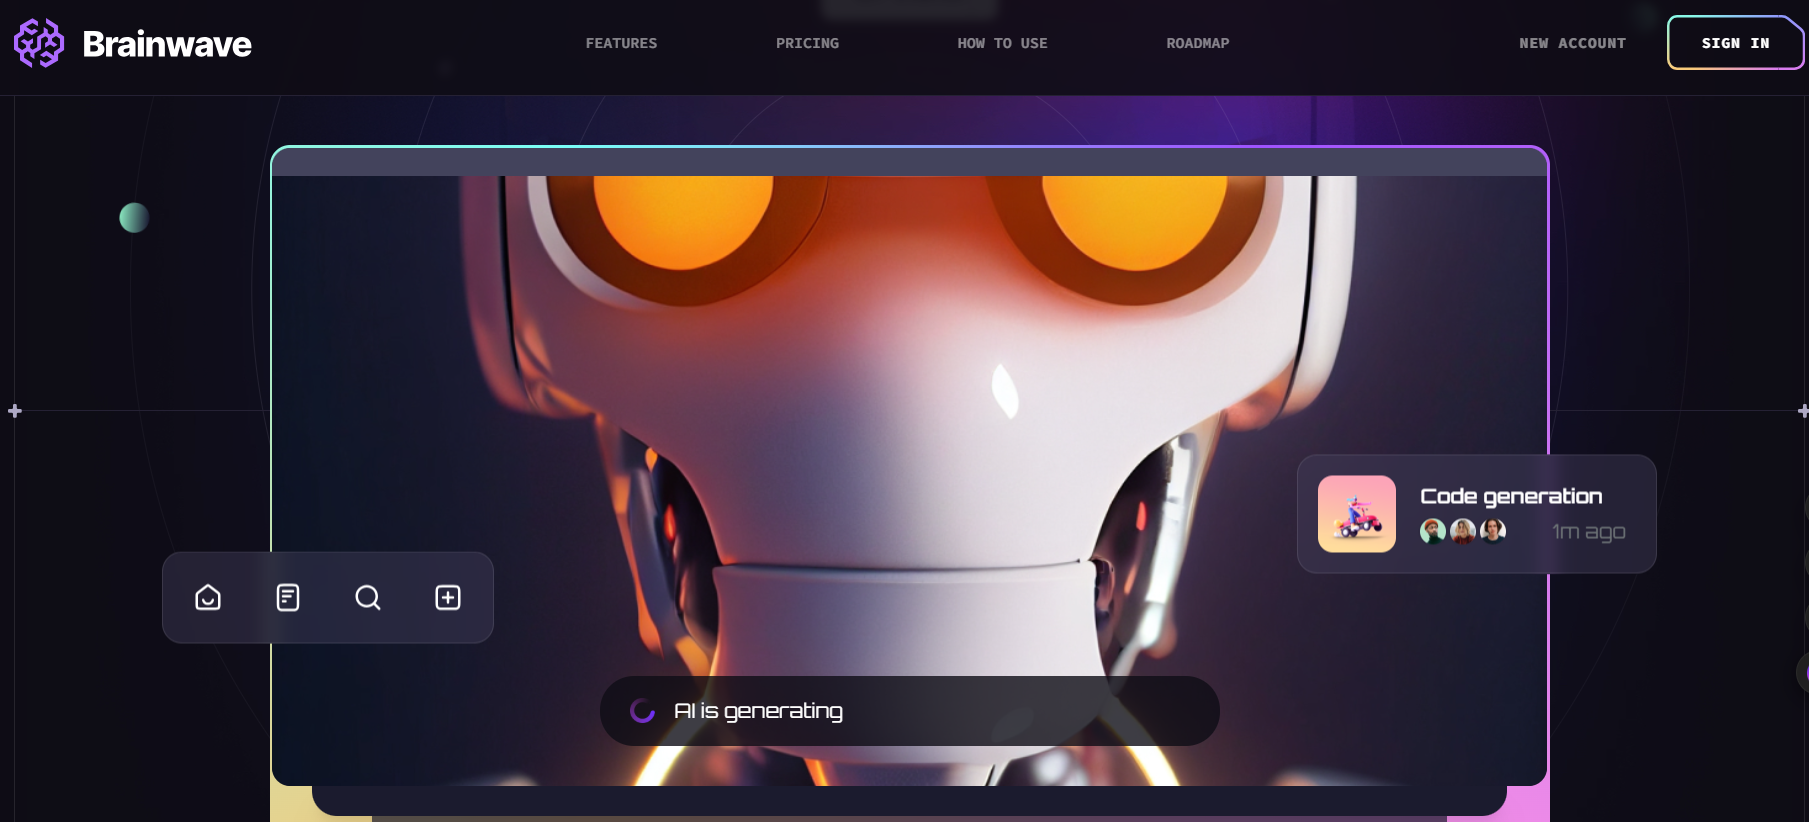 Brainwave
FEATURES
PRICING
HOW TO USE
ROADMAP
NEW ACCOUNT
SIGN IN
Code generation
1m ago
AI is generating